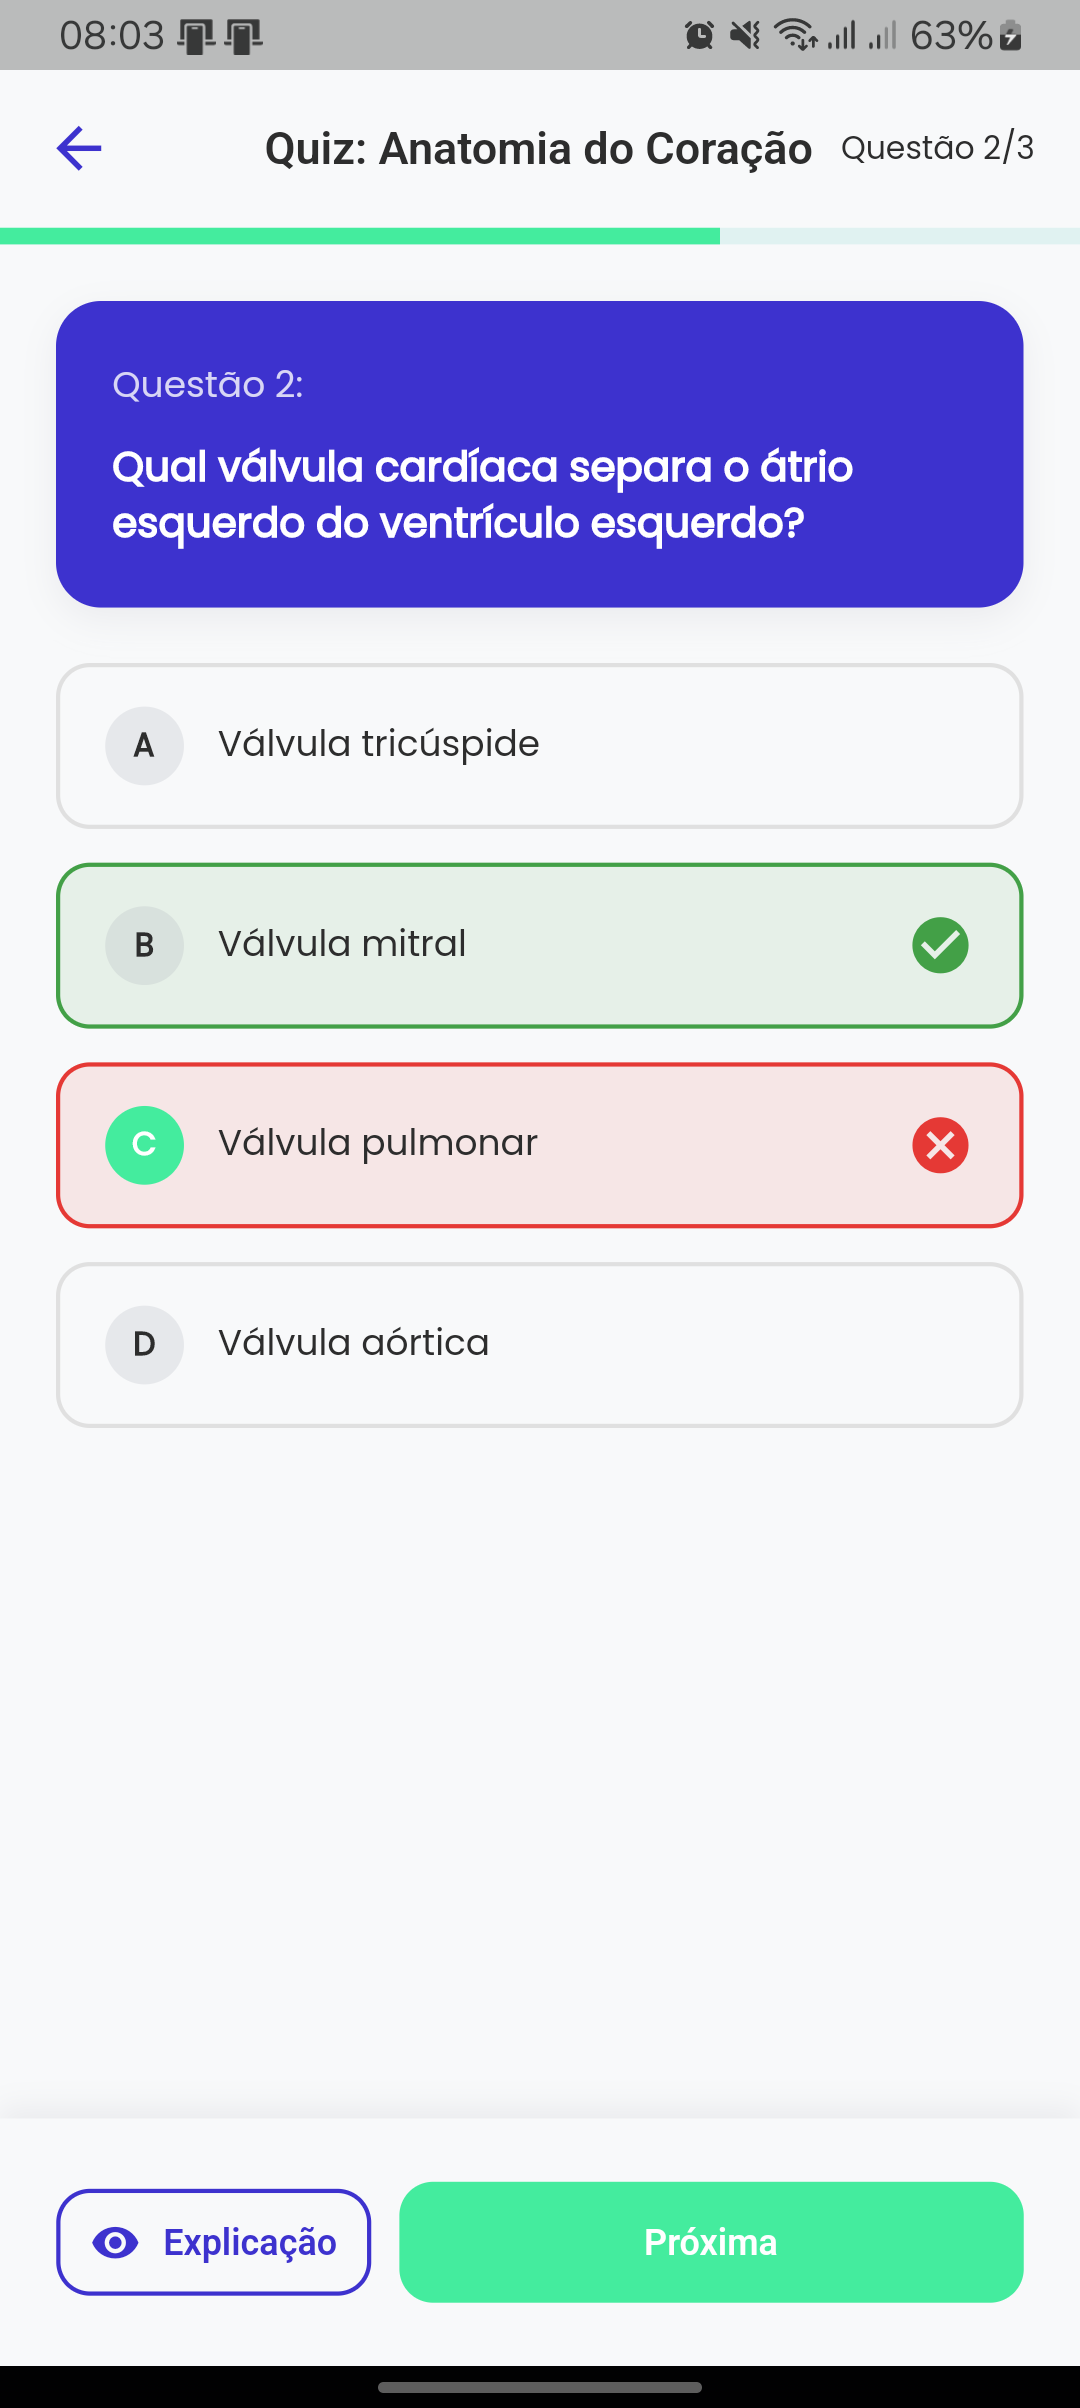 08:03 63%
Quiz: Anatomia do Coração Questão 2/3
Questão 2:
Qual válvula cardíaca separa o átrio
esquerdo do ventrículo esquerdo?
A Válvula tricúspide
B Válvula mitral
C Válvula pulmonar
D Válvula aórtica
Explicação Próxima